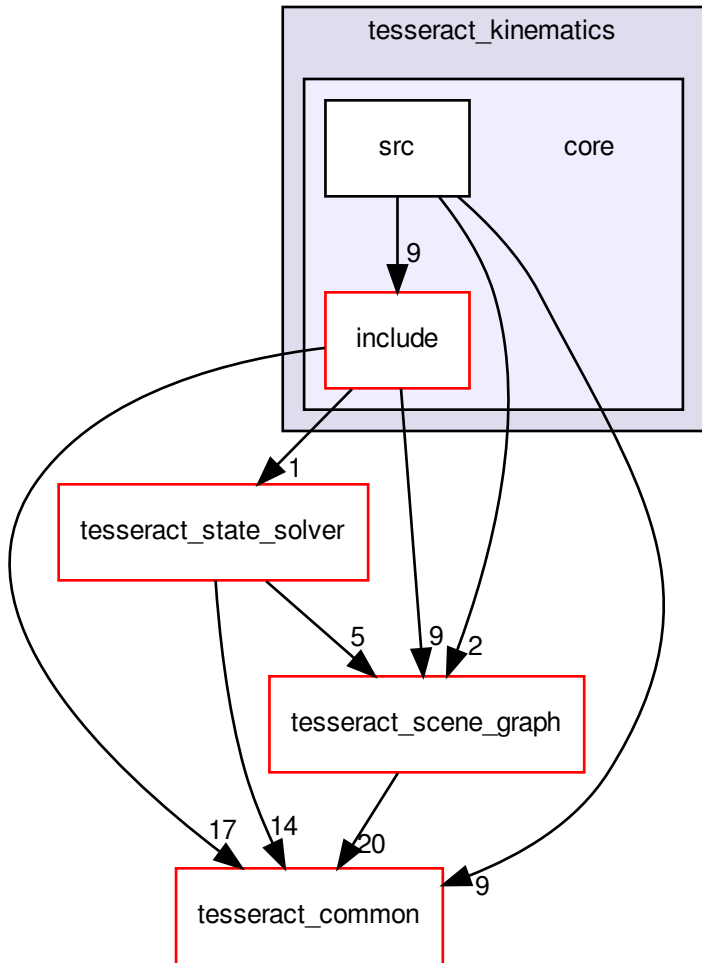 tesseract_kinematics
src
core
9
include
1
tesseract_state_solver
5
9
2
tesseract_scene_graph
17
14
20
9
tesseract_common